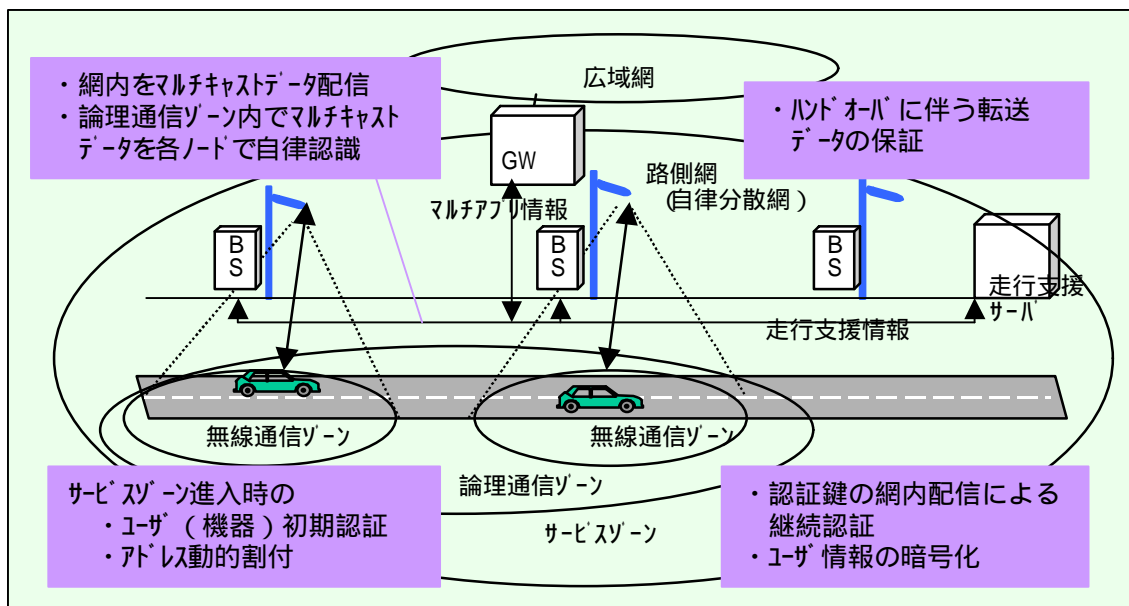 広域網
・網内をﾏﾙﾁｷｬｽﾄﾃﾞｰﾀ配信
・論理通信ｿﾞｰﾝ内でﾏﾙﾁｷｬｽﾄ
ﾃﾞｰﾀを各ﾉｰﾄﾞで自律認識
・ﾊﾝﾄﾞｵｰﾊﾞに伴う転送
ﾃﾞｰﾀの保証
GW
路側網
(自律分散網）
ﾏﾙﾁｱﾌﾟﾘ情報
BS
BS
BS
走行支援
ｻｰﾊﾞ
走行支援情報
無線通信ｿﾞｰﾝ
無線通信ｿﾞｰﾝ
論理通信ｿﾞｰﾝ
ｻｰﾋﾞｽｿﾞｰﾝ
ｻｰﾋﾞｽｿﾞｰﾝ進入時の
・ﾕｰｻﾞ（機器）初期認証
・ｱﾄﾞﾚｽ動的割付
・認証鍵の網内配信による
継続認証
・ﾕｰｻﾞ情報の暗号化